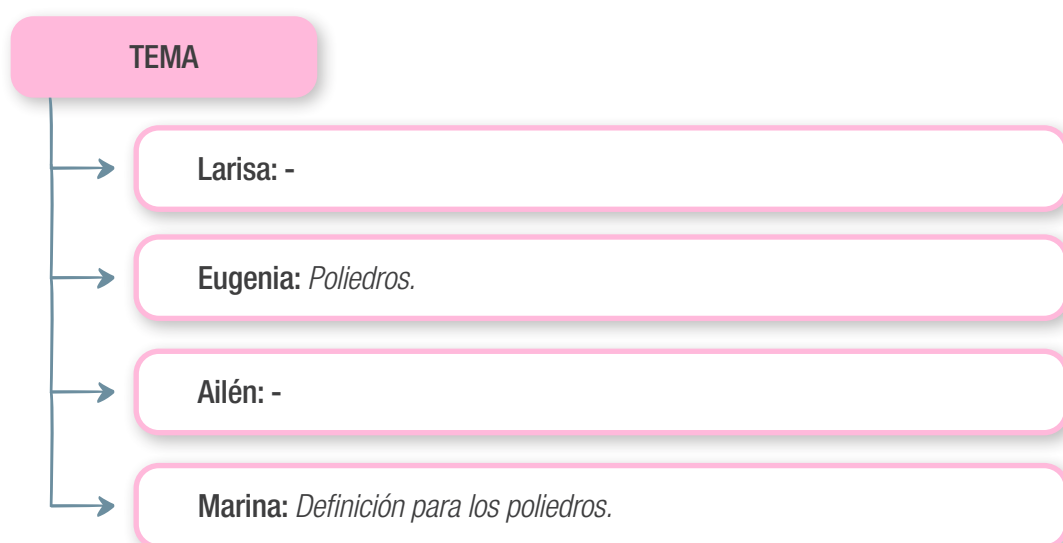 TEMA
Larisa: -
Eugenia: Poliedros.
Ailén: -
Marina: Definición para los poliedros.